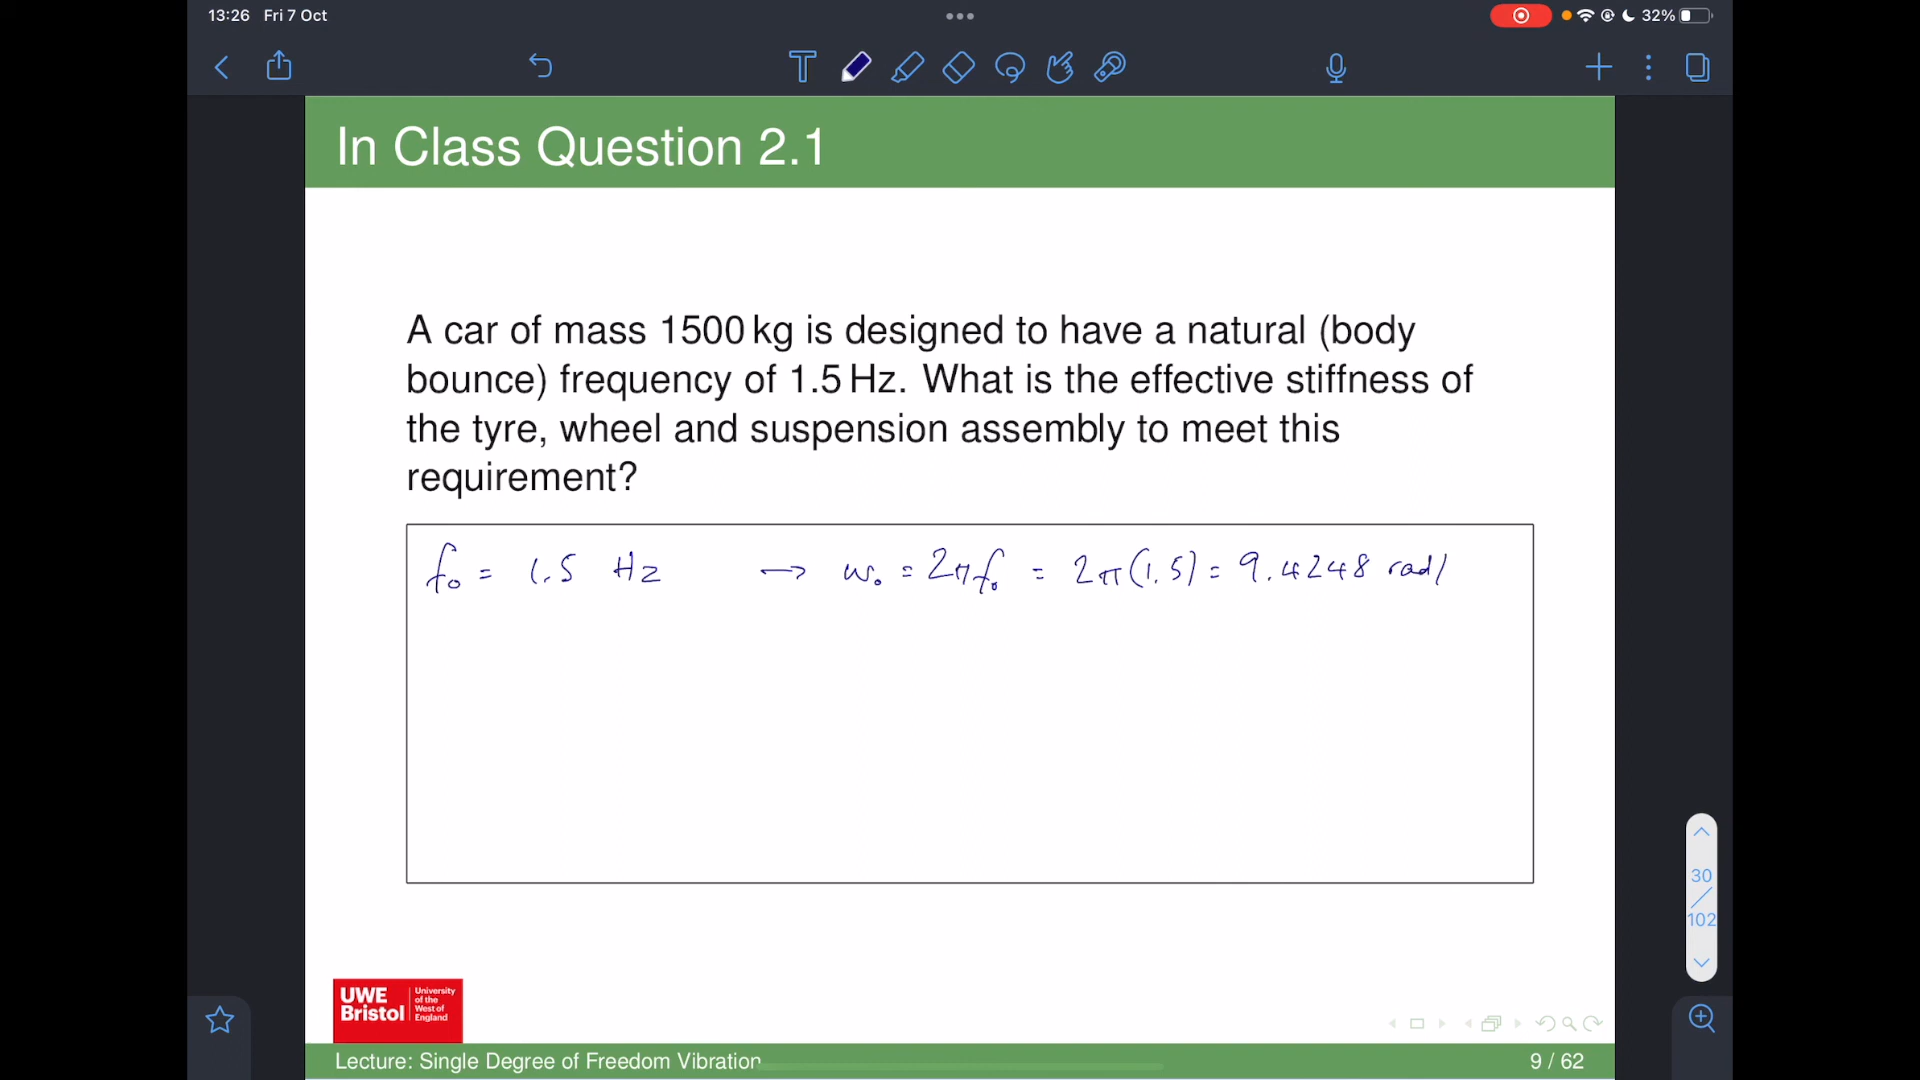 13:26 Fri 7 Oct
32%
In Class Question 2.1
A car of mass 1500 kg is designed to have a natural (body
bounce) frequency of 1.5 Hz. What is the effective stiffness of
the tyre, wheel and suspension assembly to meet this
requirement?
f₀ = 1.5 Hz → ω₀ = 2πf₀ = 2π(1.5) = 9.4248 rad/
30
/
102
UWE
Bristol
University
of the
West of
England
Lecture: Single Degree of Freedom Vibration
9 / 62